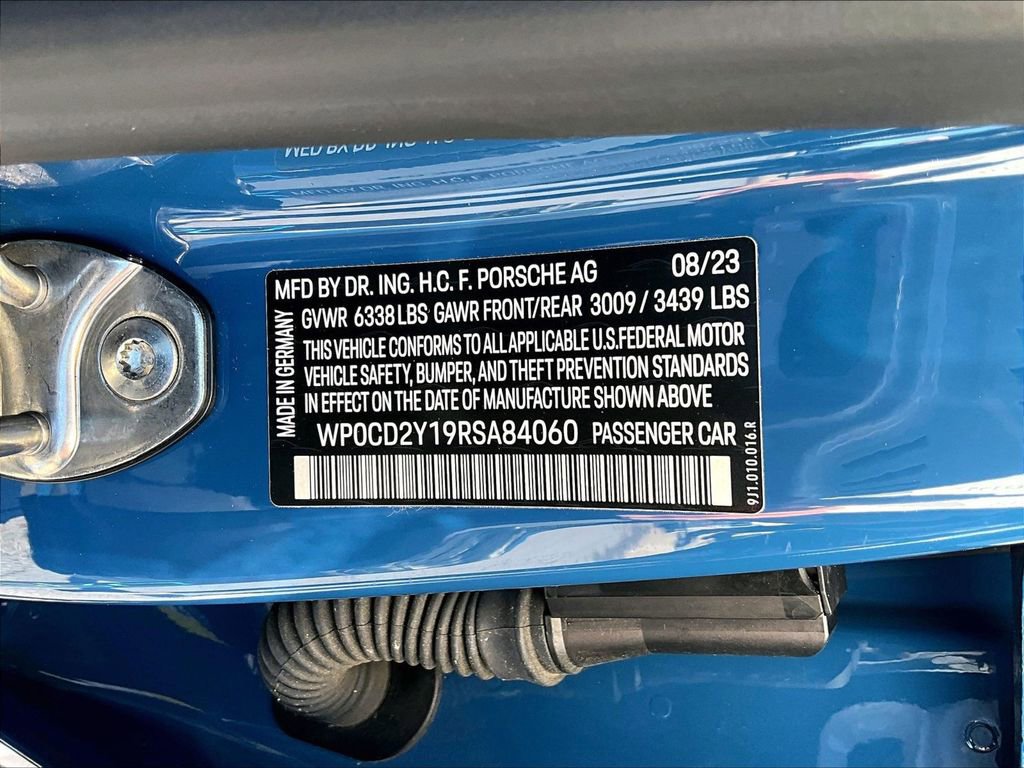 MFD BY DR. ING. H.C. F. PORSCHE AG 08/23
GVWR 6338 LBS GAWR FRONT/REAR 3009 / 3439 LBS
THIS VEHICLE CONFORMS TO ALL APPLICABLE U.S. FEDERAL MOTOR
VEHICLE SAFETY, BUMPER, AND THEFT PREVENTION STANDARDS
IN EFFECT ON THE DATE OF MANUFACTURE SHOWN ABOVE
WP0CD2Y19RSA84060 PASSENGER CAR
MADE IN GERMANY
9J1.010.016.R